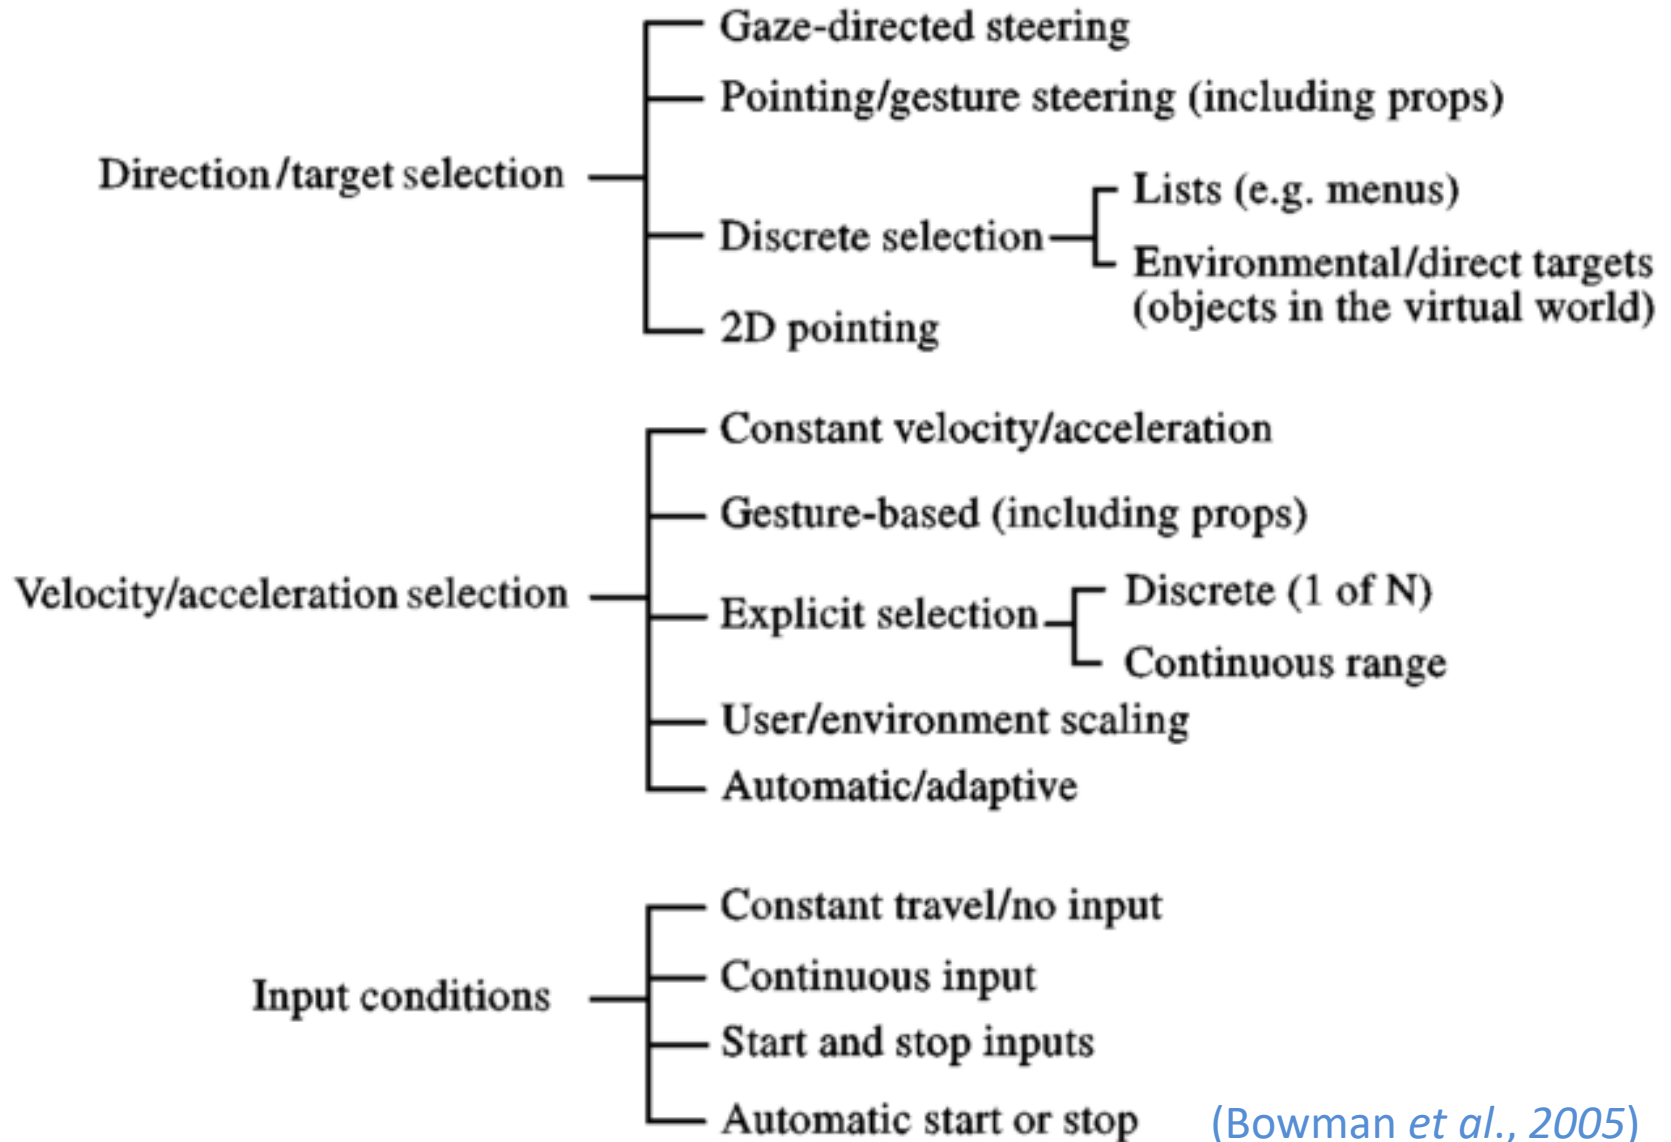 Gaze-directed steering
Pointing/gesture steering (including props)
Direction/target selection
Discrete selection
Lists (e.g. menus)
Environmental/direct targets
(objects in the virtual world)
2D pointing
Constant velocity/acceleration
Gesture-based (including props)
Velocity/acceleration selection
Explicit selection
Discrete (1 of N)
Continuous range
User/environment scaling
Automatic/adaptive
Constant travel/no input
Continuous input
Input conditions
Start and stop inputs
Automatic start or stop
(Bowman et al., 2005)